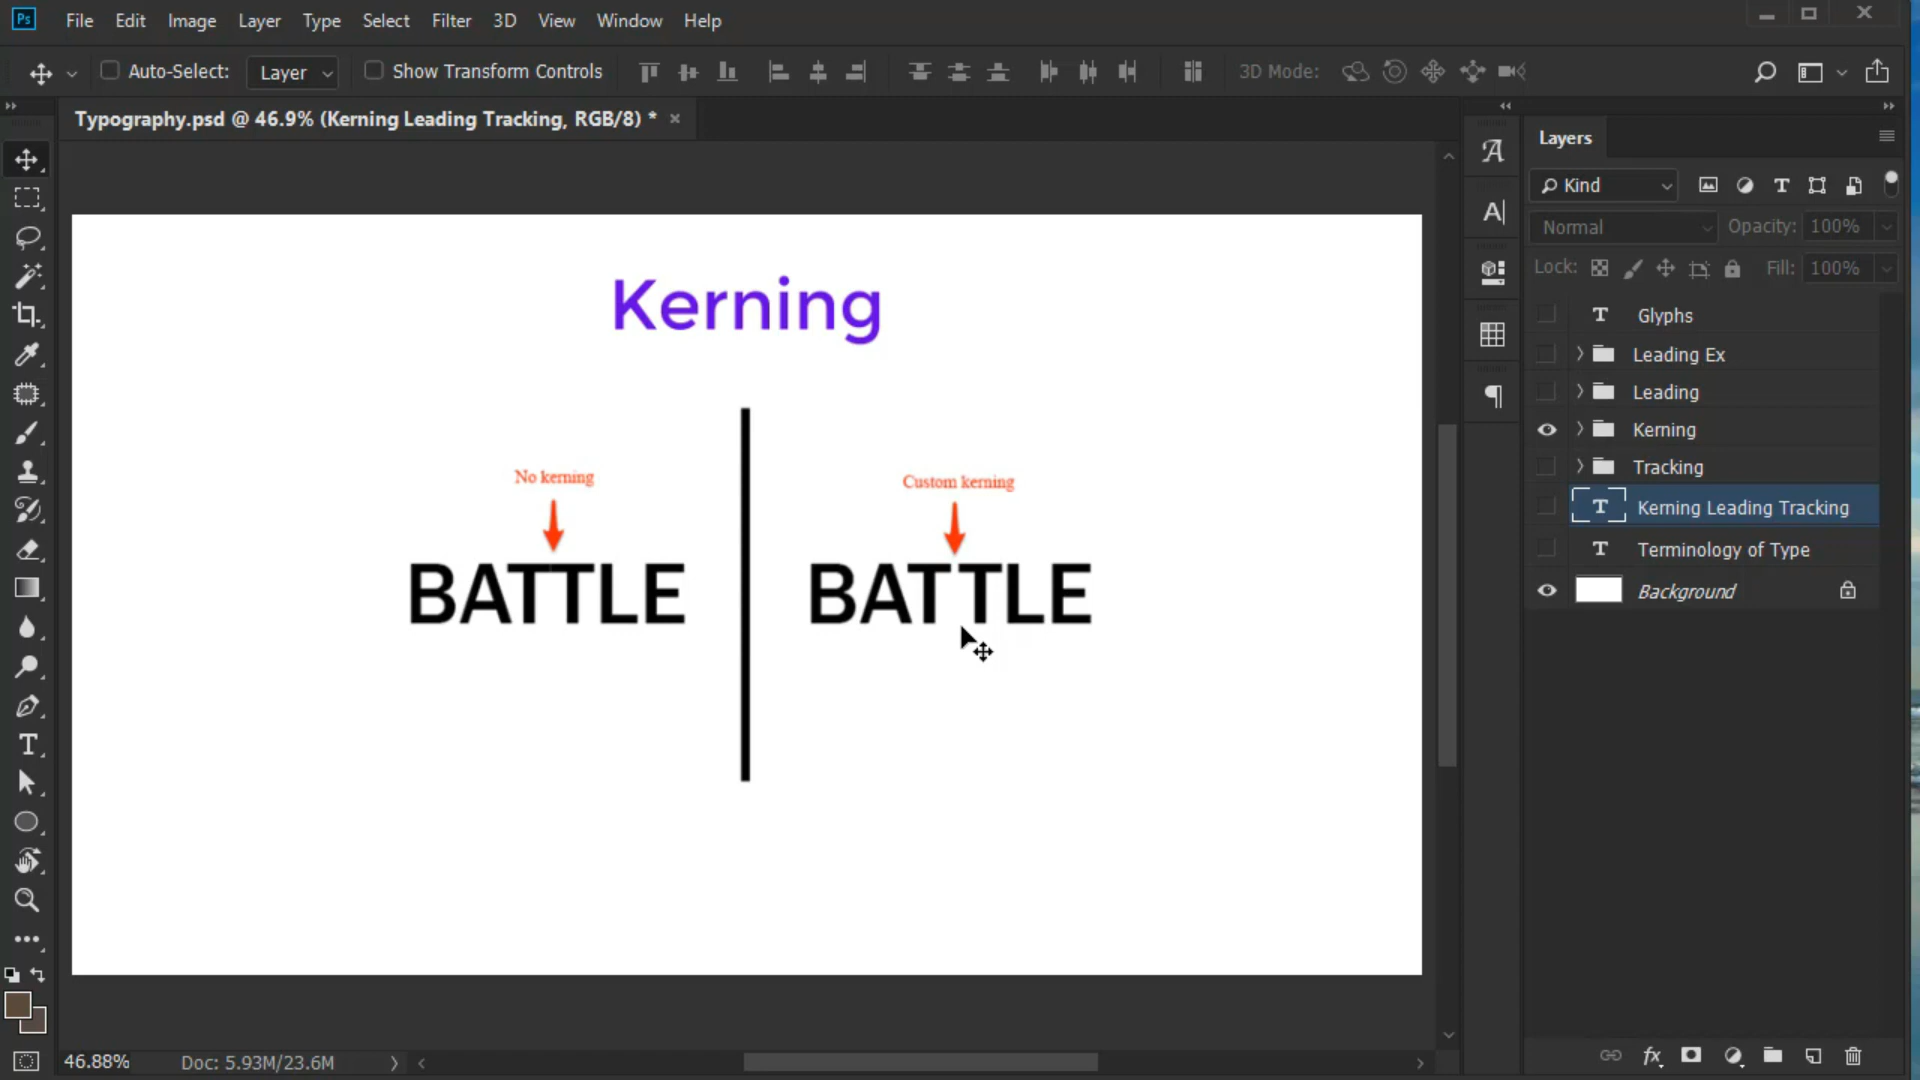 Ps File Edit Image Layer Type Select Filter 3D View Window Help
Auto-Select: Layer Show Transform Controls 3D Mode:
Typography.psd @ 46.9% (Kerning Leading Tracking, RGB/8) * ×
Kerning
No kerning
Custom kerning
BATTLE
BATTLE
Layers
Kind
Normal Opacity: 100%
Lock: Fill: 100%
Glyphs
Leading Ex
Leading
Kerning
Tracking
Kerning Leading Tracking
Terminology of Type
Background
46.88% Doc: 5.93M/23.6M